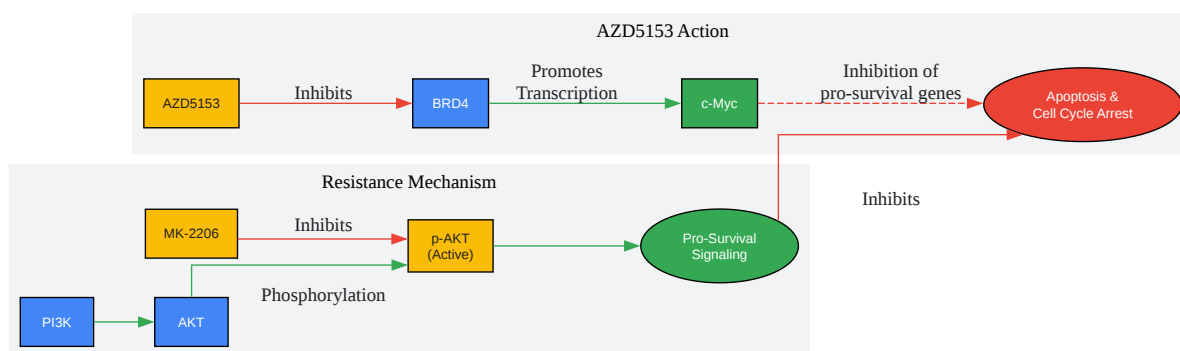 AZD5153 Action
AZD5153
Inhibits
BRD4
Promotes
Transcription
c-Myc
Inhibition of
pro-survival genes
Apoptosis &
Cell Cycle Arrest
Resistance Mechanism
MK-2206
Inhibits
p-AKT
(Active)
Pro-Survival
Signaling
Inhibits
Phosphorylation
PI3K
AKT